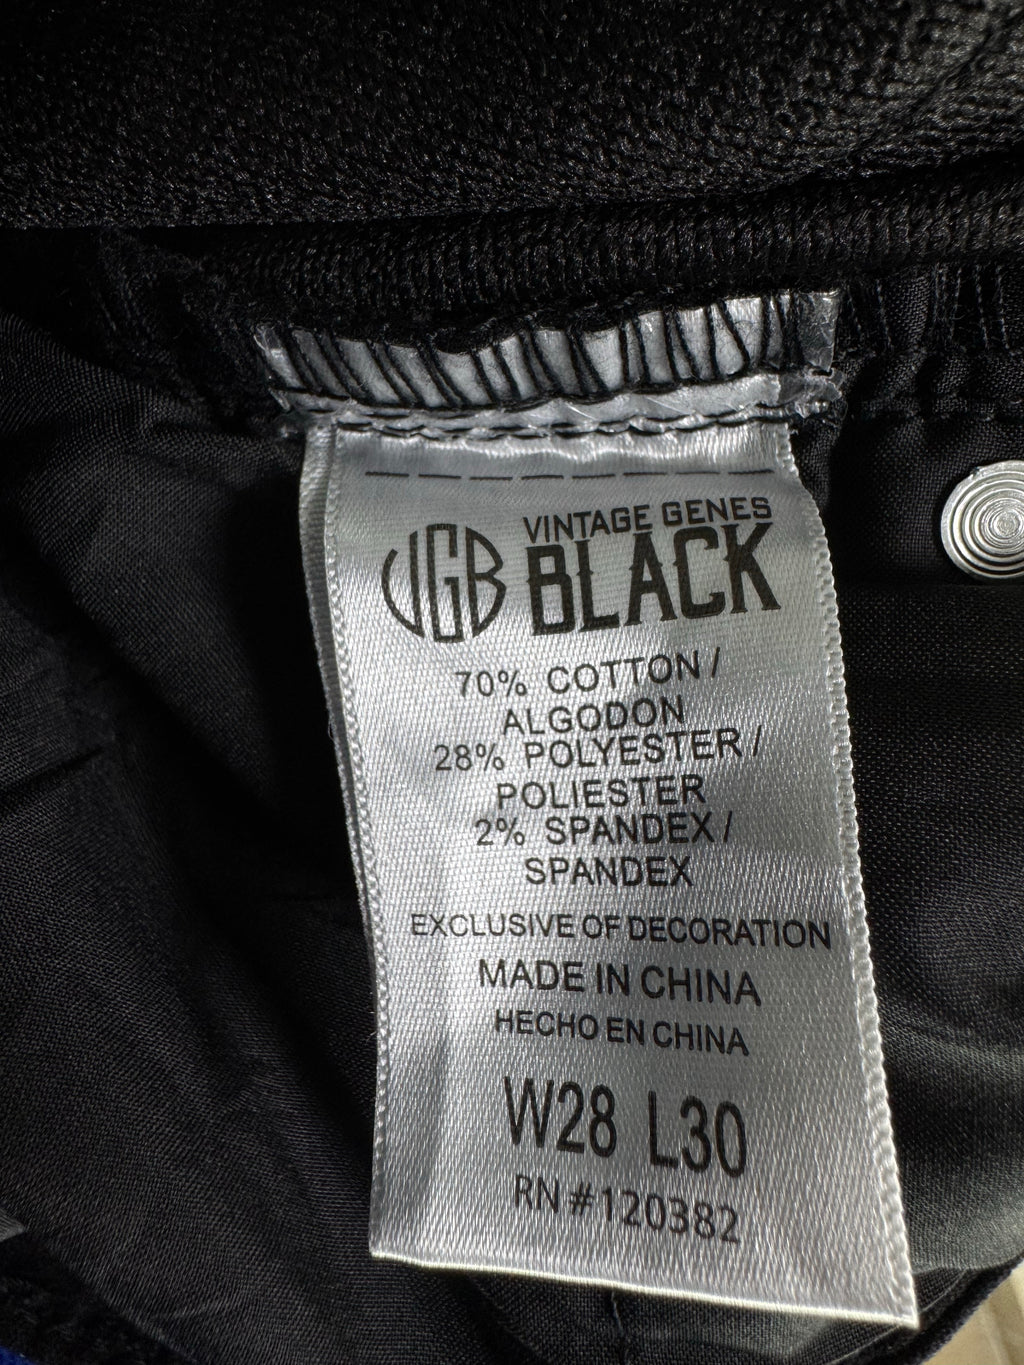 VGB
VINTAGE GENES
BLACK
70% COTTON /
ALGODON
28% POLYESTER /
POLIESTER
2% SPANDEX /
SPANDEX
EXCLUSIVE OF DECORATION
MADE IN CHINA
HECHO EN CHINA
W28 L30
RN #120382